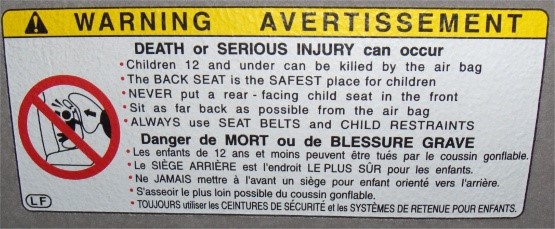 WARNING AVERTISSEMENT
DEATH or SERIOUS INJURY can occur
• Children 12 and under can be killed by the air bag
• The BACK SEAT is the SAFEST place for children
• NEVER put a rear-facing child seat in the front
• Sit as far back as possible from the air bag
• ALWAYS use SEAT BELTS and CHILD RESTRAINTS
Danger de MORT ou de BLESSURE GRAVE
• Les enfants de 12 ans et moins peuvent être tués par le coussin gonflable.
• Le SIÈGE ARRIÈRE est l'endroit LE PLUS SÛR pour les enfants.
• Ne JAMAIS mettre à l'avant un siège pour enfant orienté vers l'arrière.
• S'asseoir le plus loin possible du coussin gonflable.
• TOUJOURS utiliser les CEINTURES DE SÉCURITÉ et les SYSTÈMES DE RETENUE POUR ENFANTS.
LF